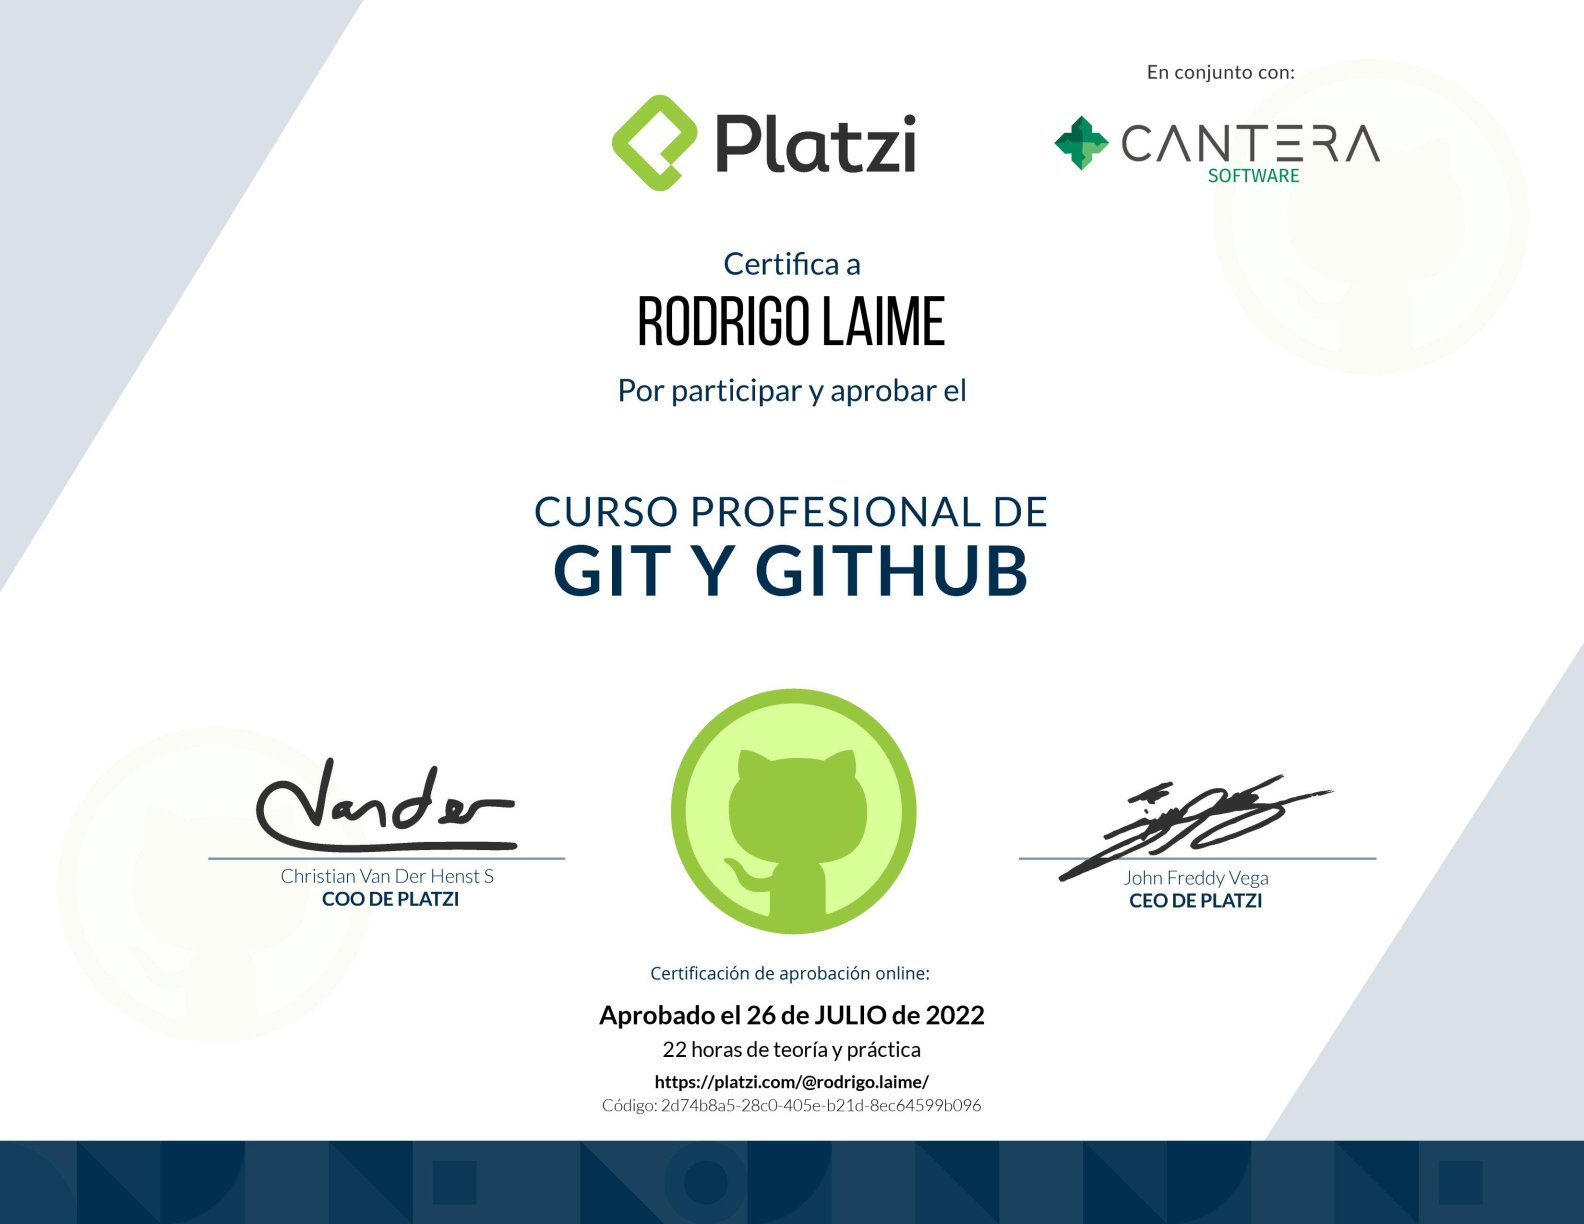 En conjunto con:
Platzi
CANTERA
SOFTWARE
Certifica a
RODRIGO LAIME
Por participar y aprobar el
CURSO PROFESIONAL DE
GIT Y GITHUB
Vander
Christian Van Der Henst S
COO DE PLATZI
John Freddy Vega
CEO DE PLATZI
Certificación de aprobación online:
Aprobado el 26 de JULIO de 2022
22 horas de teoría y práctica
https://platzi.com/@rodrigo.laime/
Código: 2d74b8a5-28c0-405e-b21d-8ec64599b096